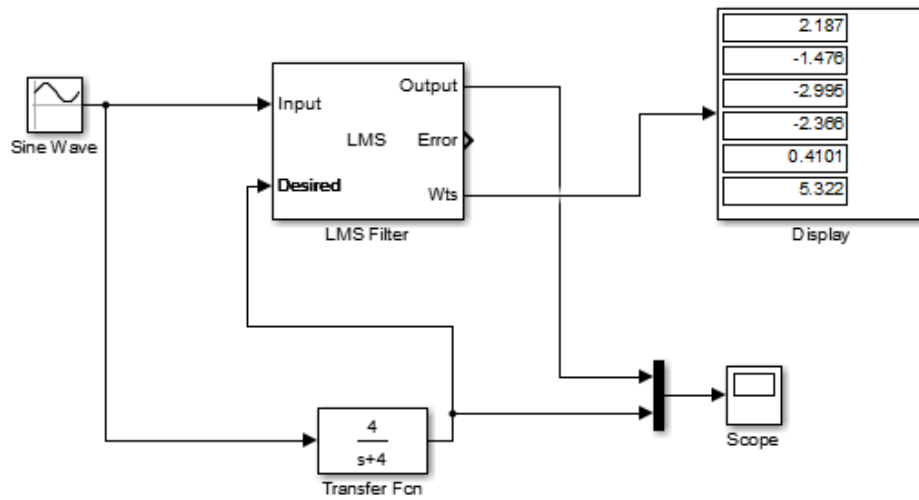 2.187
-1.476
-2.995
-2.366
0.4101
5.322
Display
Sine Wave
Input
Output
LMS
Error
Desired
Wts
LMS Filter
4
s+4
Transfer Fcn
Scope